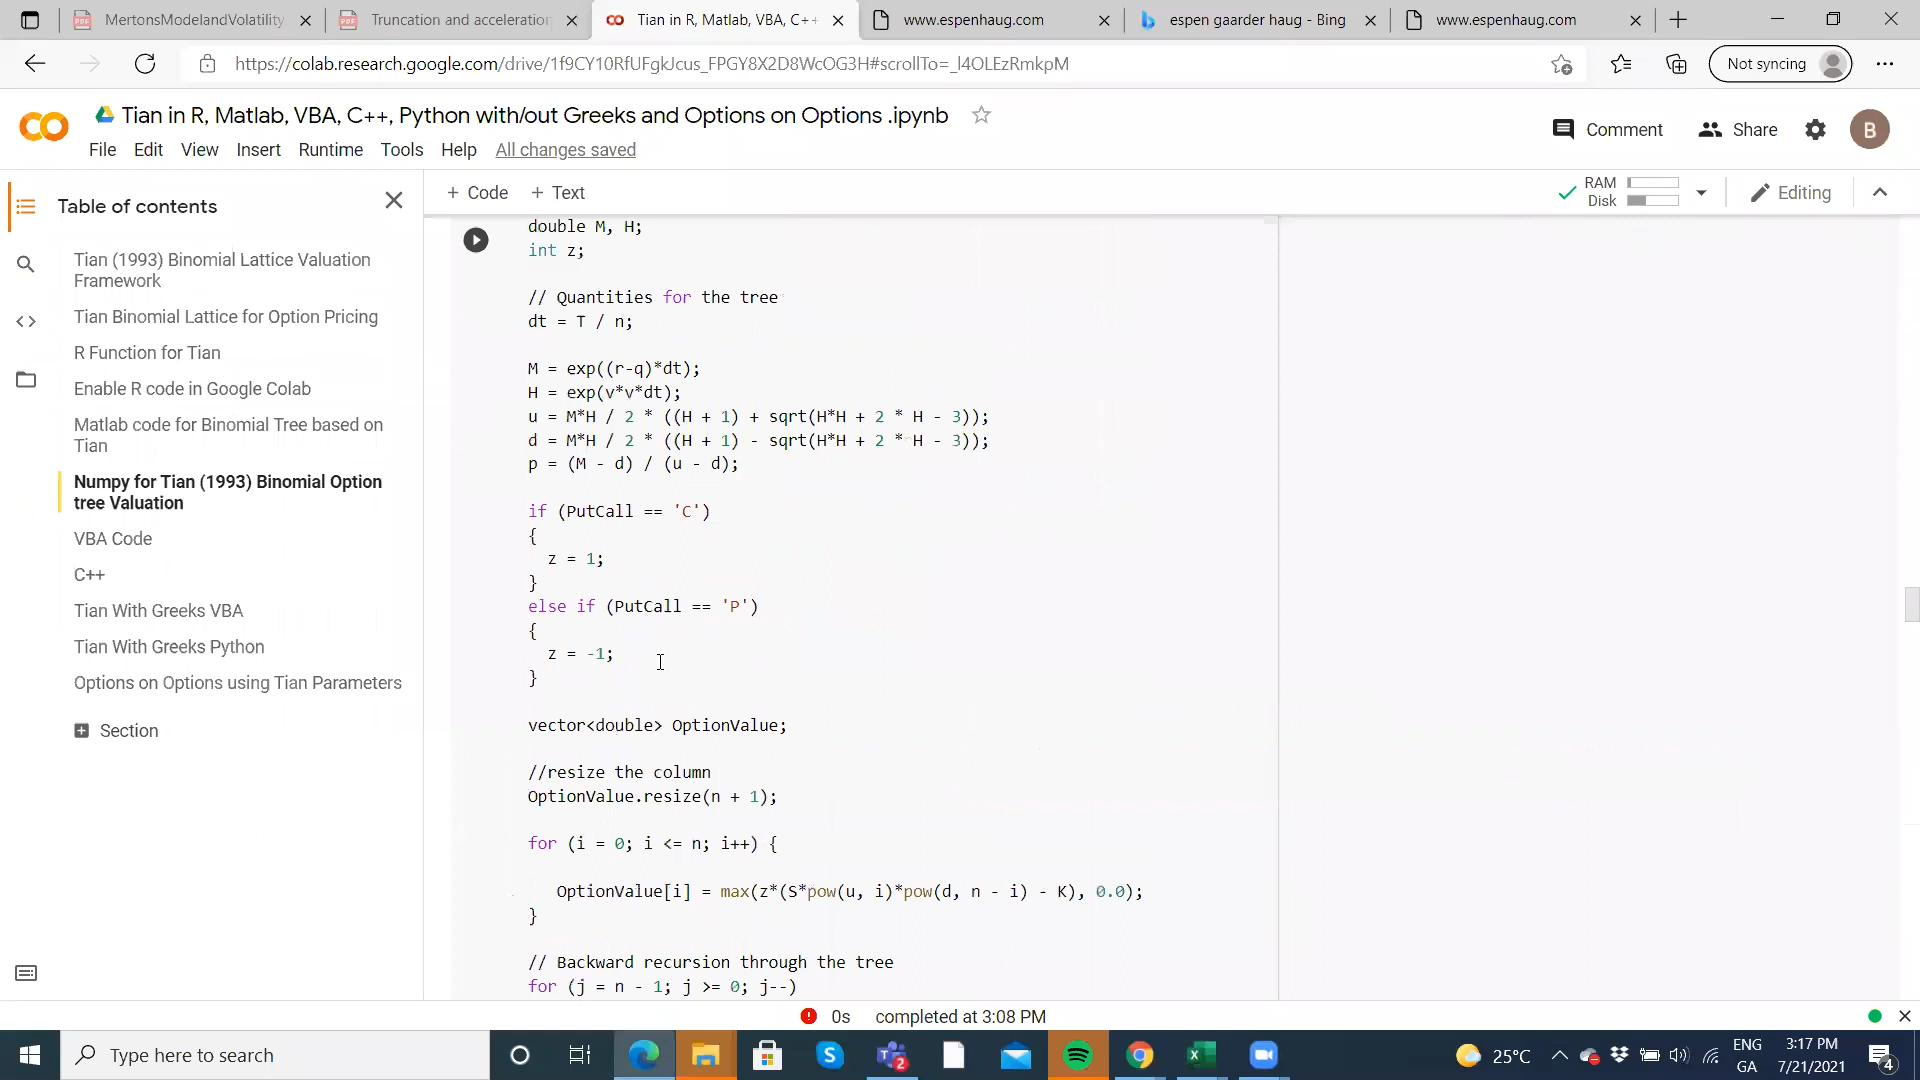 MertonsModelandVolatility
Truncation and acceleration
Tian in R, Matlab, VBA, C++
www.espenhaug.com
espen gaarder haug - Bing
www.espenhaug.com
https://colab.research.google.com/drive/1f9CY10RfUFgkJcus_FPGY8X2D8WcOG3H#scrollTo=_l4OLEzRmkpM
Not syncing
Tian in R, Matlab, VBA, C++, Python with/out Greeks and Options on Options .ipynb
Comment
Share
B
File Edit View Insert Runtime Tools Help All changes saved
Table of contents
+ Code + Text
RAM
Disk
Editing
Tian (1993) Binomial Lattice Valuation
Framework
Tian Binomial Lattice for Option Pricing
R Function for Tian
Enable R code in Google Colab
Matlab code for Binomial Tree based on
Tian
Numpy for Tian (1993) Binomial Option
tree Valuation
VBA Code
C++
Tian With Greeks VBA
Tian With Greeks Python
Options on Options using Tian Parameters
Section
double M, H;
int z;
// Quantities for the tree
dt = T / n;
M = exp((r-q)*dt);
H = exp(v*v*dt);
u = M*H / 2 * ((H + 1) + sqrt(H*H + 2 * H - 3));
d = M*H / 2 * ((H + 1) - sqrt(H*H + 2 * H - 3));
p = (M - d) / (u - d);
if (PutCall == 'C')
{
z = 1;
}
else if (PutCall == 'P')
{
z = -1;
}
vector<double> OptionValue;
//resize the column
OptionValue.resize(n + 1);
for (i = 0; i <= n; i++) {
OptionValue[i] = max(z*(S*pow(u, i)*pow(d, n - i) - K), 0.0);
}
// Backward recursion through the tree
for (j = n - 1; j >= 0; j--)
0s completed at 3:08 PM
Type here to search
2
25°C
ENG
GA
3:17 PM
7/21/2021
4